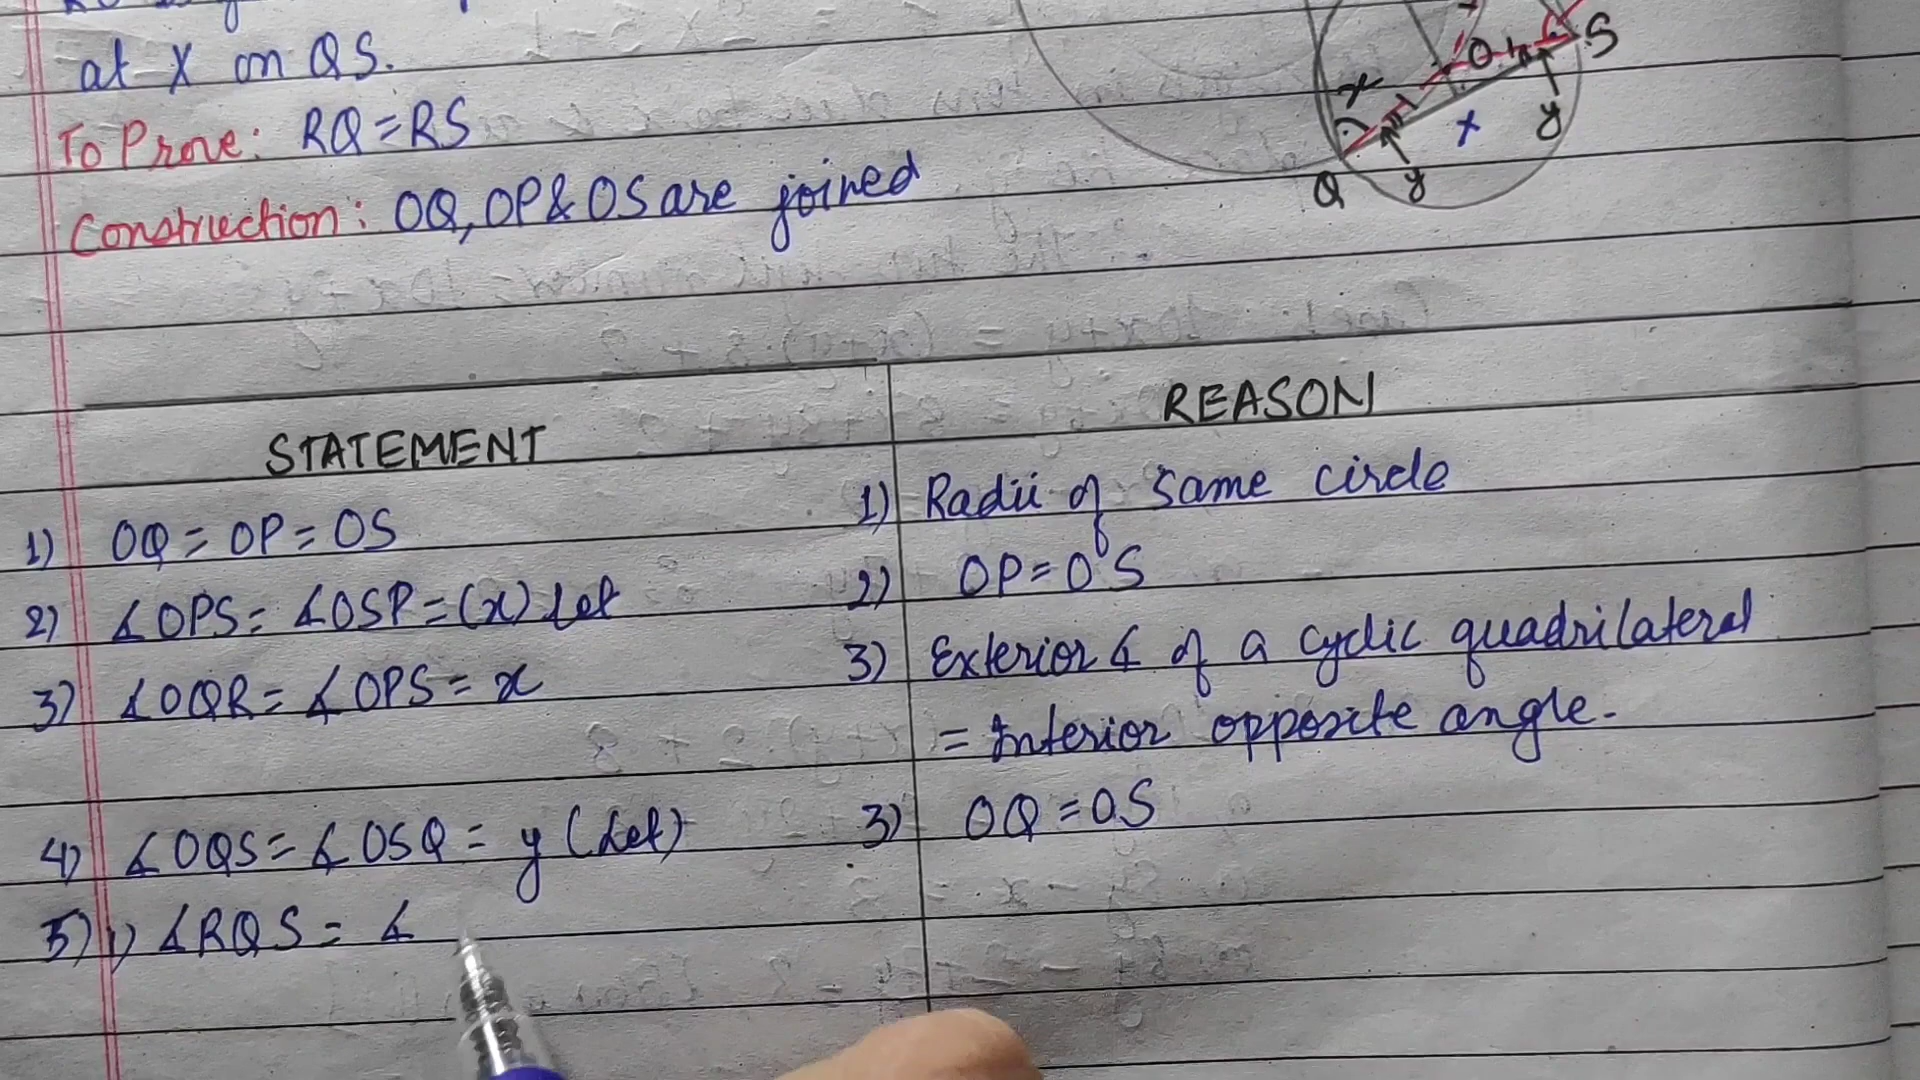 at X on QS.
To Prove: RQ=RS
Construction: OQ, OP & OS are joined
S
x
X
y
Q
y
STATEMENT
REASON
1) OQ = OP = OS
1) Radii of same circle
2) ∡OPS = ∡OSP = (x) Let
2) OP = OS
3) ∡OQR = ∡OPS = x
3) Exterior ∡ of a cyclic quadrilateral
= Interior opposite angle.
4) ∡OQS = ∡OSQ = y (Let)
3) OQ = OS
5) 1) ∡RQS = ∡